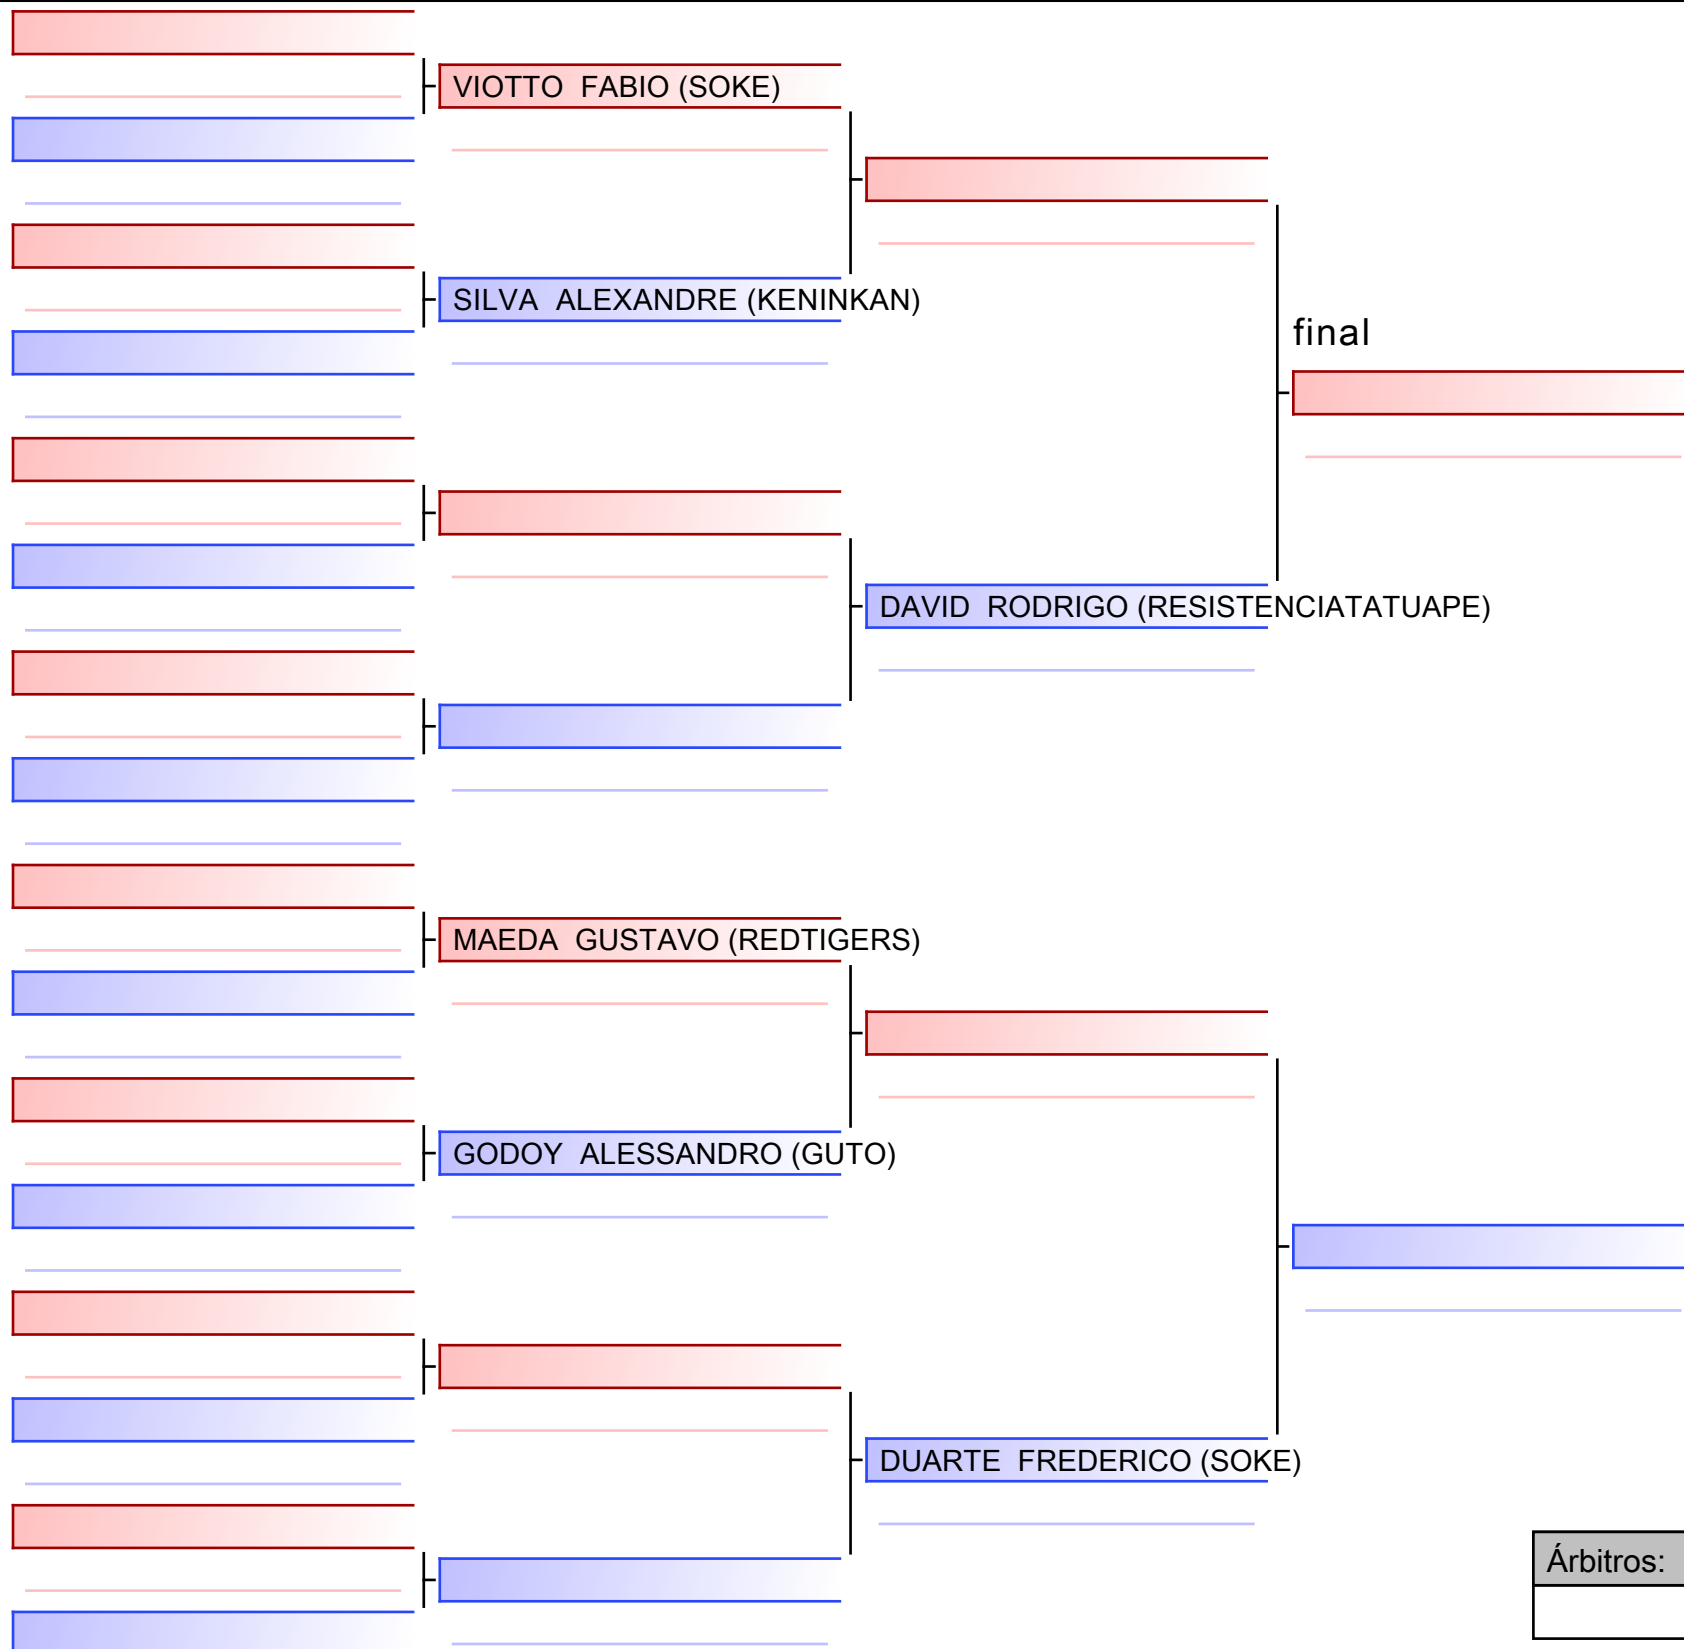 VIOTTO  FABIO (SOKE)
SILVA  ALEXANDRE (KENINKAN)
final
DAVID  RODRIGO (RESISTENCIATATUAPE)
MAEDA  GUSTAVO (REDTIGERS)
GODOY  ALESSANDRO (GUTO)
DUARTE  FREDERICO (SOKE)
Árbitros: